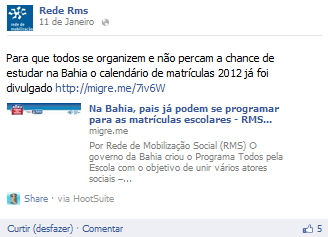 Rede Rms
11 de Janeiro
rede de
mobilização
Para que todos se organizem e não percam a chance de
estudar na Bahia o calendário de matrículas 2012 já foi
divulgado http://migre.me/7iv6W
Na Bahia, pais já podem se programar
para as matrículas escolares - RMS...
migre.me
Por Rede de Mobilização Social (RMS) O
governo da Bahia criou o Programa Todos pela
Escola com o objetivo de unir vários atores
sociais –...
Share · via HootSuite
Curtir (desfazer) · Comentar
5